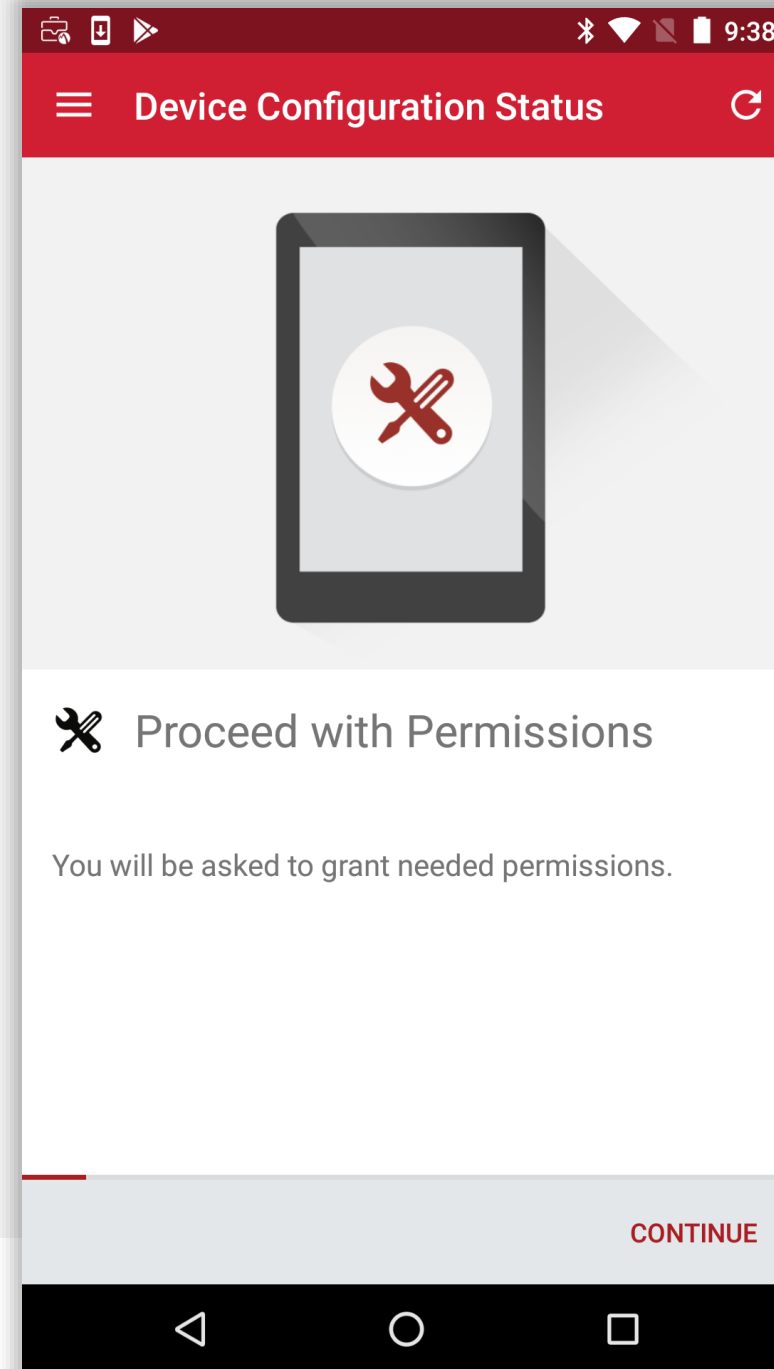 9:38
Device Configuration Status
Proceed with Permissions
You will be asked to grant needed permissions.
CONTINUE